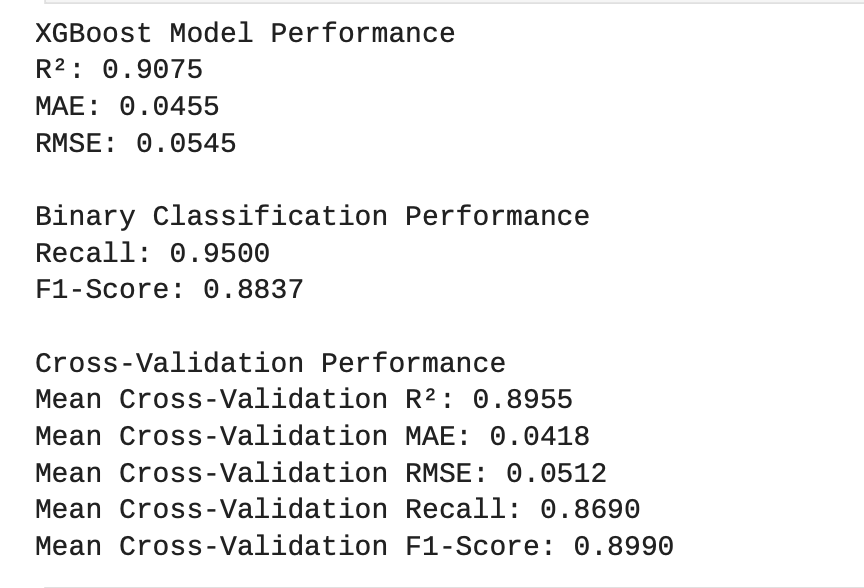 XGBoost Model Performance
R²: 0.9075
MAE: 0.0455
RMSE: 0.0545
Binary Classification Performance
Recall: 0.9500
F1-Score: 0.8837
Cross-Validation Performance
Mean Cross-Validation R²: 0.8955
Mean Cross-Validation MAE: 0.0418
Mean Cross-Validation RMSE: 0.0512
Mean Cross-Validation Recall: 0.8690
Mean Cross-Validation F1-Score: 0.8990